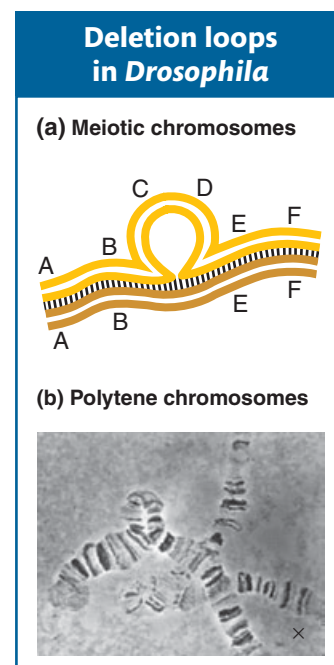 Deletion loops
in Drosophila
(a) Meiotic chromosomes
C D
E F
B
A
F
E
B
A
(b) Polytene chromosomes
×